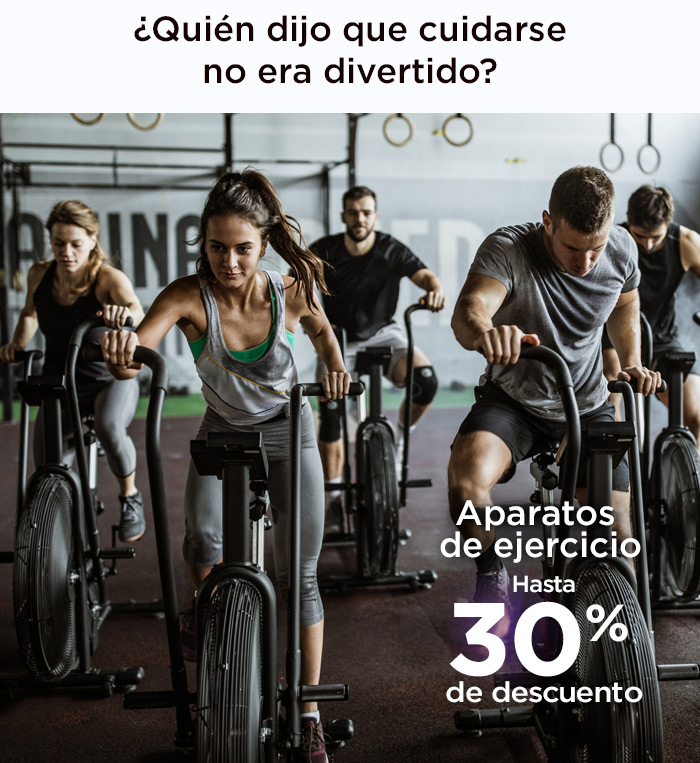 ¿Quién dijo que cuidarse
no era divertido?
Aparatos
de ejercicio
Hasta
30%
de descuento